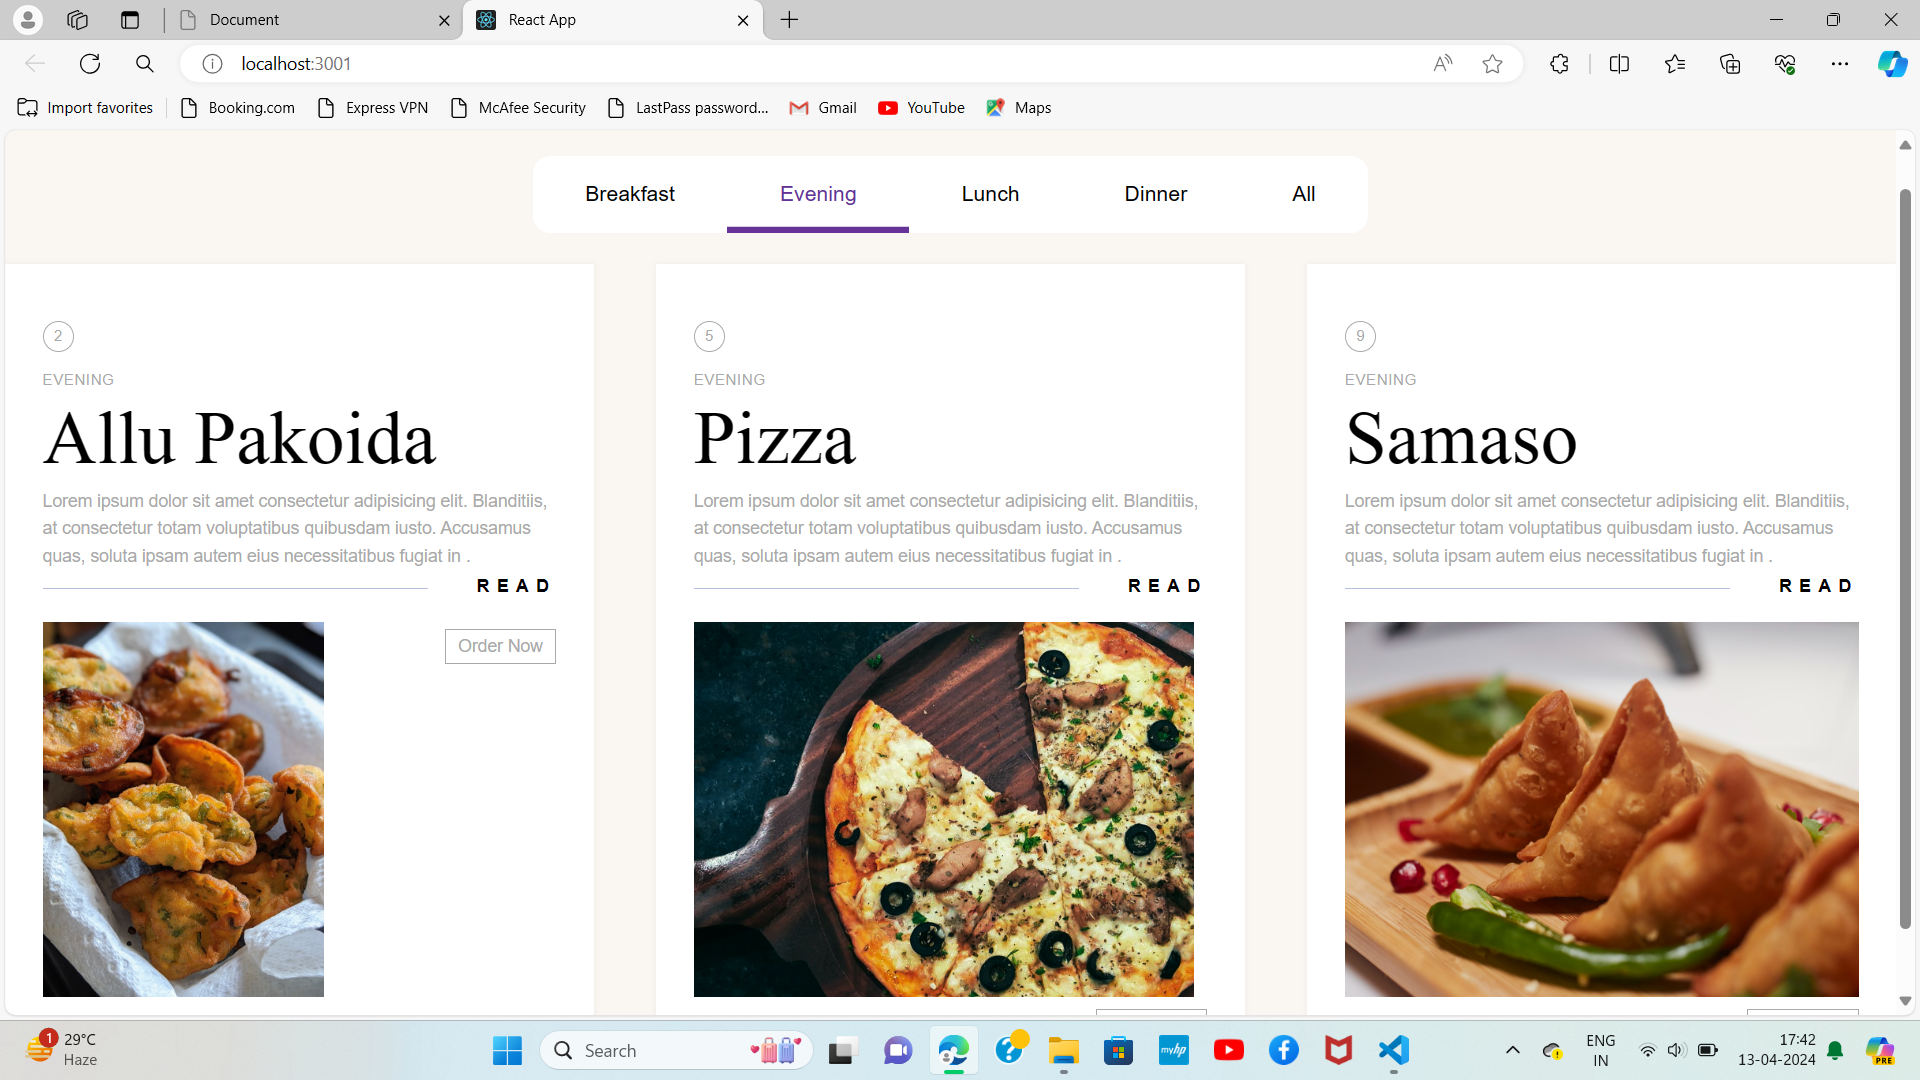 Document
React App
localhost:3001
Import favorites
Booking.com
Express VPN
McAfee Security
LastPass password...
Gmail
YouTube
Maps
Breakfast
Evening
Lunch
Dinner
All
2
EVENING
Allu Pakoida
Lorem ipsum dolor sit amet consectetur adipisicing elit. Blanditiis,
at consectetur totam voluptatibus quibusdam iusto. Accusamus
quas, soluta ipsam autem eius necessitatibus fugiat in .
READ
Order Now
5
EVENING
Pizza
Lorem ipsum dolor sit amet consectetur adipisicing elit. Blanditiis,
at consectetur totam voluptatibus quibusdam iusto. Accusamus
quas, soluta ipsam autem eius necessitatibus fugiat in .
READ
9
EVENING
Samaso
Lorem ipsum dolor sit amet consectetur adipisicing elit. Blanditiis,
at consectetur totam voluptatibus quibusdam iusto. Accusamus
quas, soluta ipsam autem eius necessitatibus fugiat in .
READ
1
29°C
Haze
Search
myhp
ENG
IN
17:42
13-04-2024
PRE